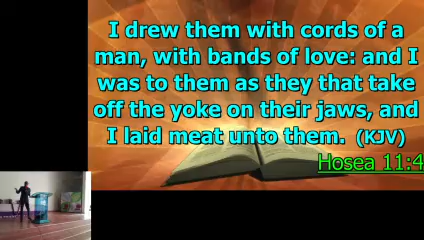 I drew them with cords of a
man, with bands of love: and I
was to them as they that take
off the yoke on their jaws, and
I laid meat unto them. (KJV)
Hosea 11:4